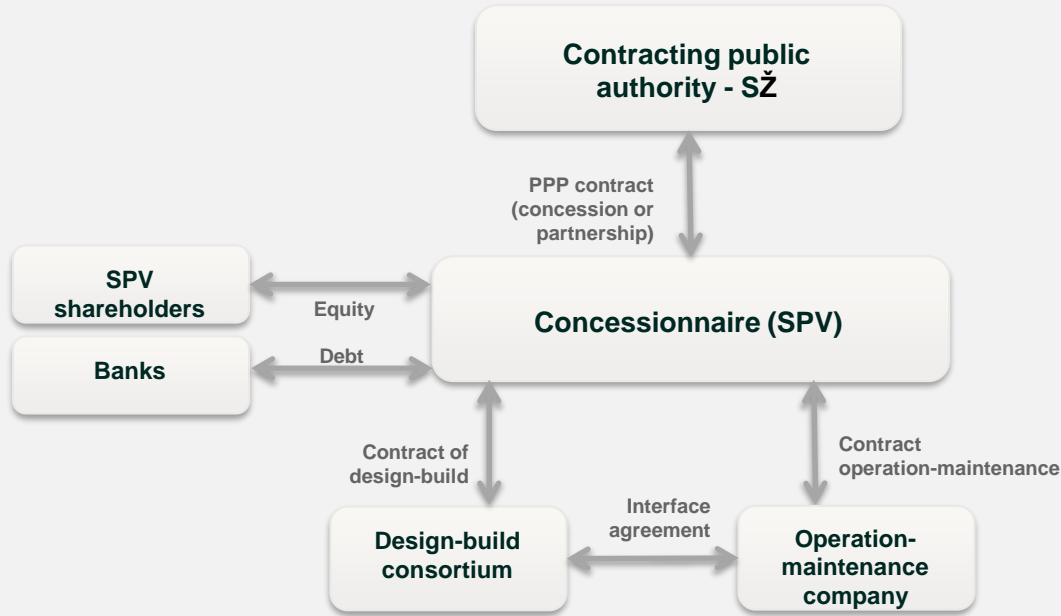 Contracting public
authority - SŽ
PPP contract
(concession or
partnership)
SPV
shareholders
Equity
Concessionnaire (SPV)
Debt
Banks
Contract of
design-build
Contract
operation-maintenance
Interface
agreement
Design-build
consortium
Operation-
maintenance
company